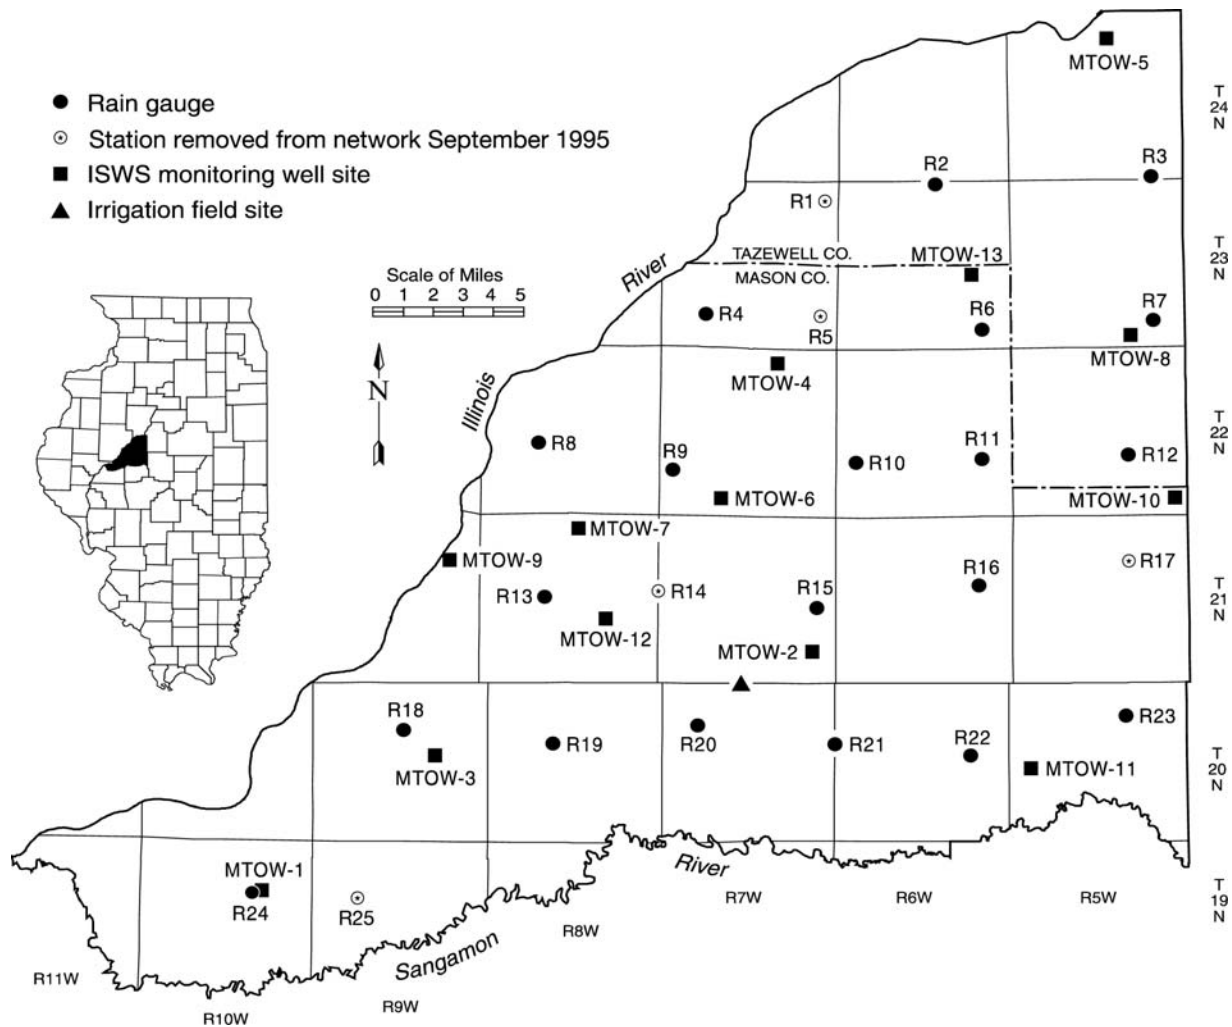 MTOW-5
Rain gauge
Station removed from network September 1995
ISWS monitoring well site
Irrigation field site
T
24
N
R2
R3
R1
TAZEWELL CO.
MASON CO.
MTOW-13
T
23
N
River
Scale of Miles
0 1 2 3 4 5
R4
R5
R6
R7
MTOW-8
MTOW-4
N
Illinois
R8
R9
R10
R11
R12
T
22
N
MTOW-6
MTOW-10
MTOW-7
MTOW-9
R13
R14
R15
R16
R17
T
21
N
MTOW-12
MTOW-2
R18
R19
R20
R21
R22
R23
MTOW-3
MTOW-11
T
20
N
MTOW-1
R24
R25
River
Sangamon
R7W
R6W
R5W
T
19
N
R8W
R11W
R10W
R9W